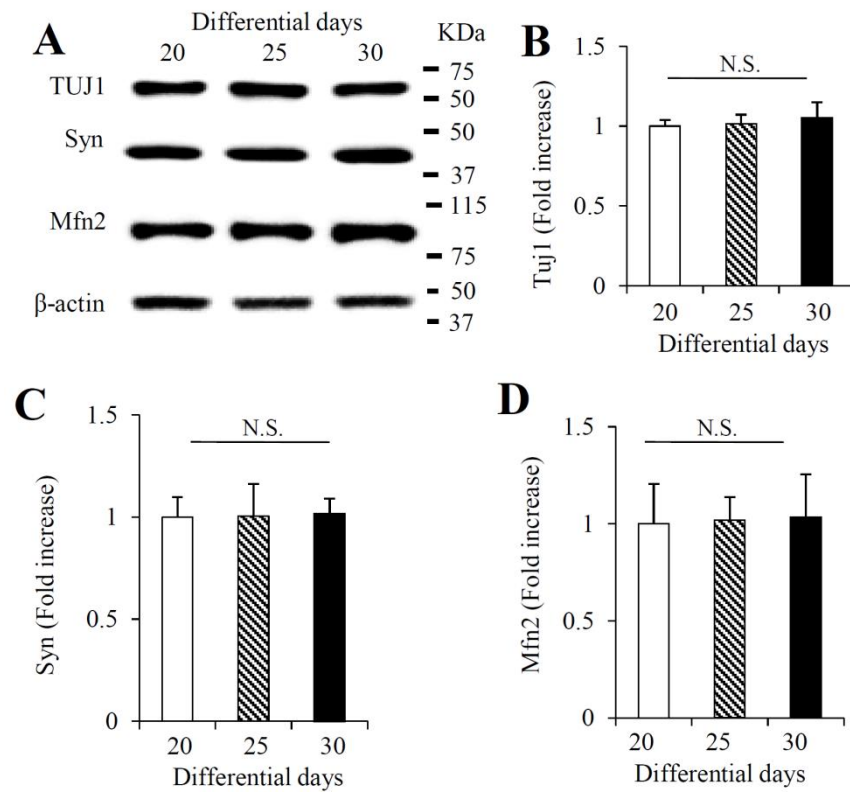 A
Differential days
20 25 30
KDa
TUJ1
Syn
Mfn2
β-actin
75
50
50
37
115
75
50
37
B
1.5
1
0.5
0
Tuj1 (Fold increase)
N.S.
20 25 30
Differential days
C
1.5
1
0.5
0
Syn (Fold increase)
N.S.
20 25 30
Differential days
D
1.5
1
0.5
0
Mfn2 (Fold increase)
N.S.
20 25 30
Differential days